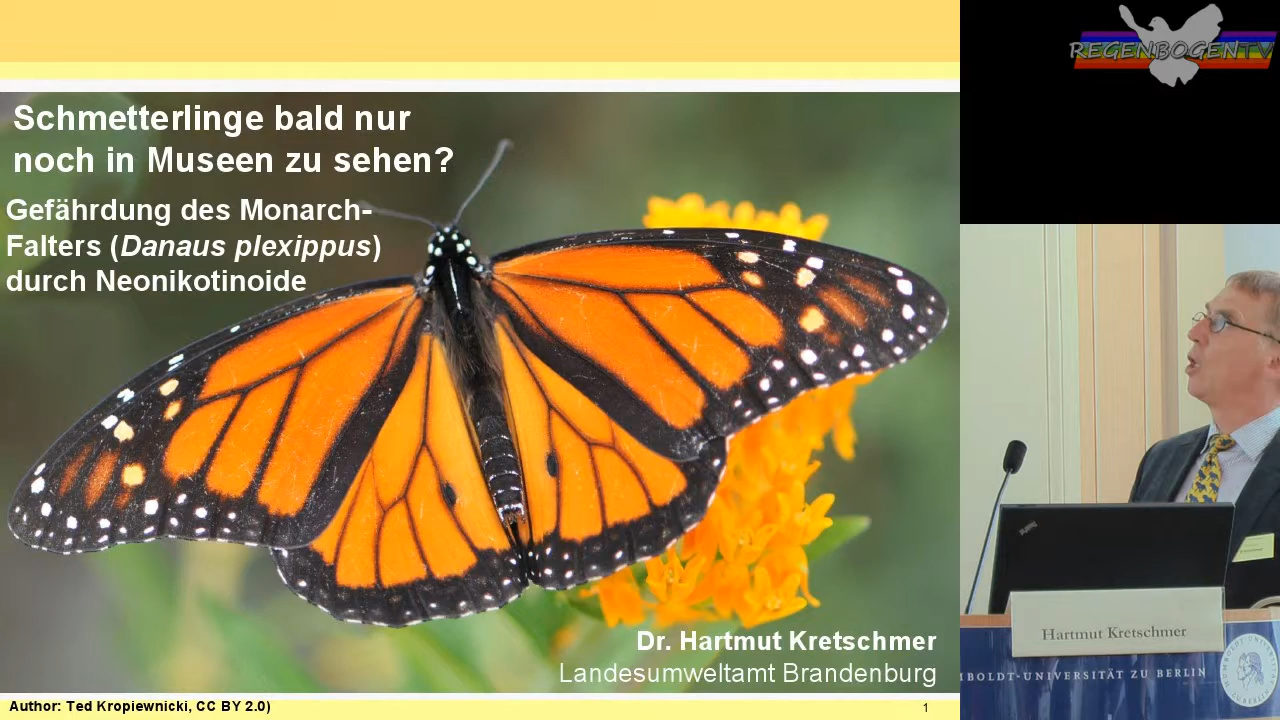 Schmetterlinge bald nur
noch in Museen zu sehen?
Gefährdung des Monarch-
Falters (Danaus plexippus)
durch Neonikotinoide
Dr. Hartmut Kretschmer
Landesumweltamt Brandenburg
Author: Ted Kropiewnicki, CC BY 2.0)
1
REGENBOGENTV
Hartmut Kretschmer
MBOLDT-UNIVERSITÄT ZU BERLIN